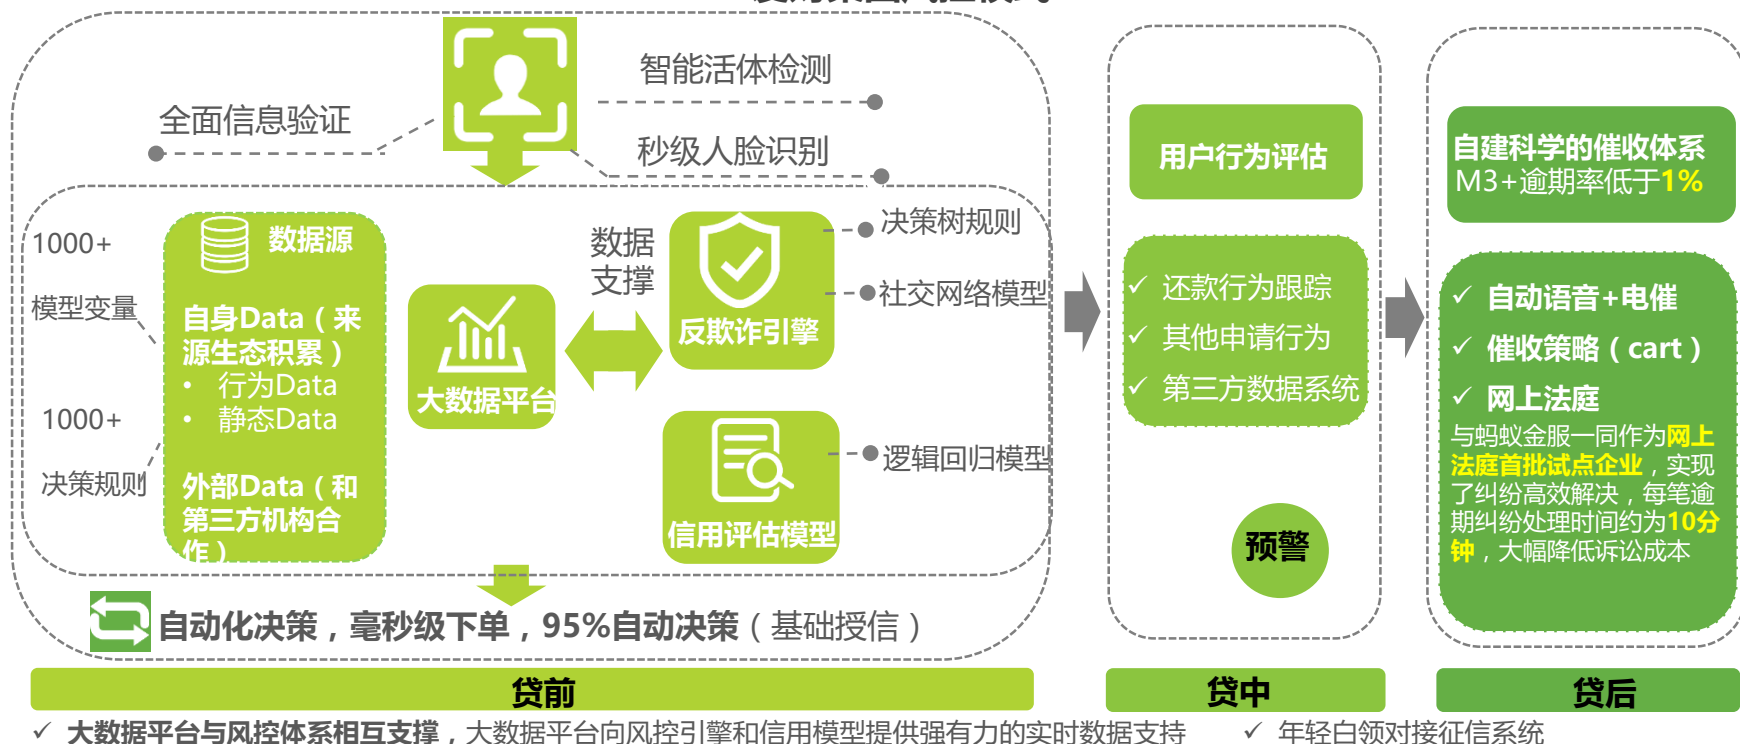 全面信息验证
智能活体检测
秒级人脸识别
1000+
模型变量
1000+
决策规则
数据源
自身Data（来
源生态积累）
• 行为Data
• 静态Data
外部Data（和
第三方机构合
作）
大数据平台
数据
支撑
反欺诈引擎
决策树规则
社交网络模型
信用评估模型
逻辑回归模型
自动化决策，毫秒级下单，95%自动决策（基础授信）
用户行为评估
✓ 还款行为跟踪
✓ 其他申请行为
✓ 第三方数据系统
预警
自建科学的催收体系
M3+逾期率低于1%
✓ 自动语音+电催
✓ 催收策略（cart）
✓ 网上法庭
与蚂蚁金服一同作为网上
法庭首批试点企业，实现
了纠纷高效解决，每笔逾
期纠纷处理时间约为10分
钟，大幅降低诉讼成本
贷前
贷中
贷后
✓ 大数据平台与风控体系相互支撑，大数据平台向风控引擎和信用模型提供强有力的实时数据支持
✓ 年轻白领对接征信系统